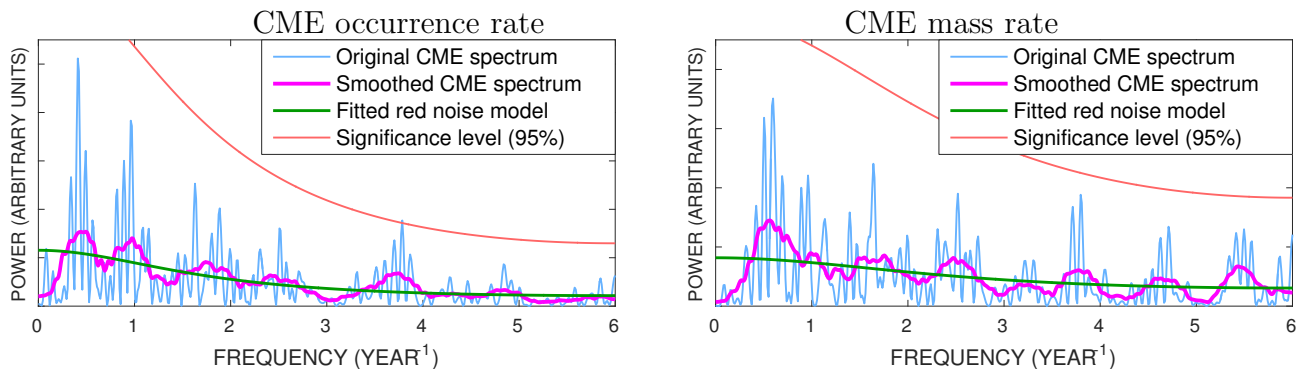 CME occurrence rate
POWER (ARBITRARY UNITS)
Original CME spectrum
Smoothed CME spectrum
Fitted red noise model
Significance level (95%)
0 1 2 3 4 5 6
FREQUENCY (YEAR-1)
CME mass rate
POWER (ARBITRARY UNITS)
Original CME spectrum
Smoothed CME spectrum
Fitted red noise model
Significance level (95%)
0 1 2 3 4 5 6
FREQUENCY (YEAR-1)